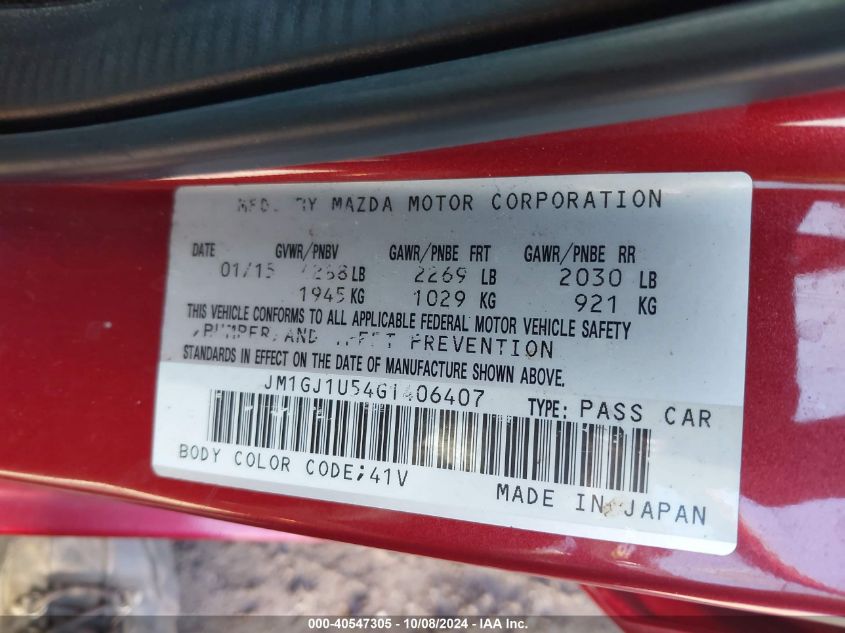 MAZDA MOTOR CORPORATION
DATE GVWR/PNBV GAWR/PNBE FRT GAWR/PNBE RR
01/15 LB 2269 LB 2030 LB
1945 KG 1029 KG 921 KG
THIS VEHICLE CONFORMS TO ALL APPLICABLE FEDERAL MOTOR VEHICLE SAFETY
,BUMPER, AND PREVENTION
STANDARDS IN EFFECT ON THE DATE OF MANUFACTURE SHOWN ABOVE.
JM1GJ1U54G1406407 TYPE: PASS CAR
BODY COLOR CODE;41V
MADE IN JAPAN
000-40547305 - 10/08/2024 - IAA Inc.